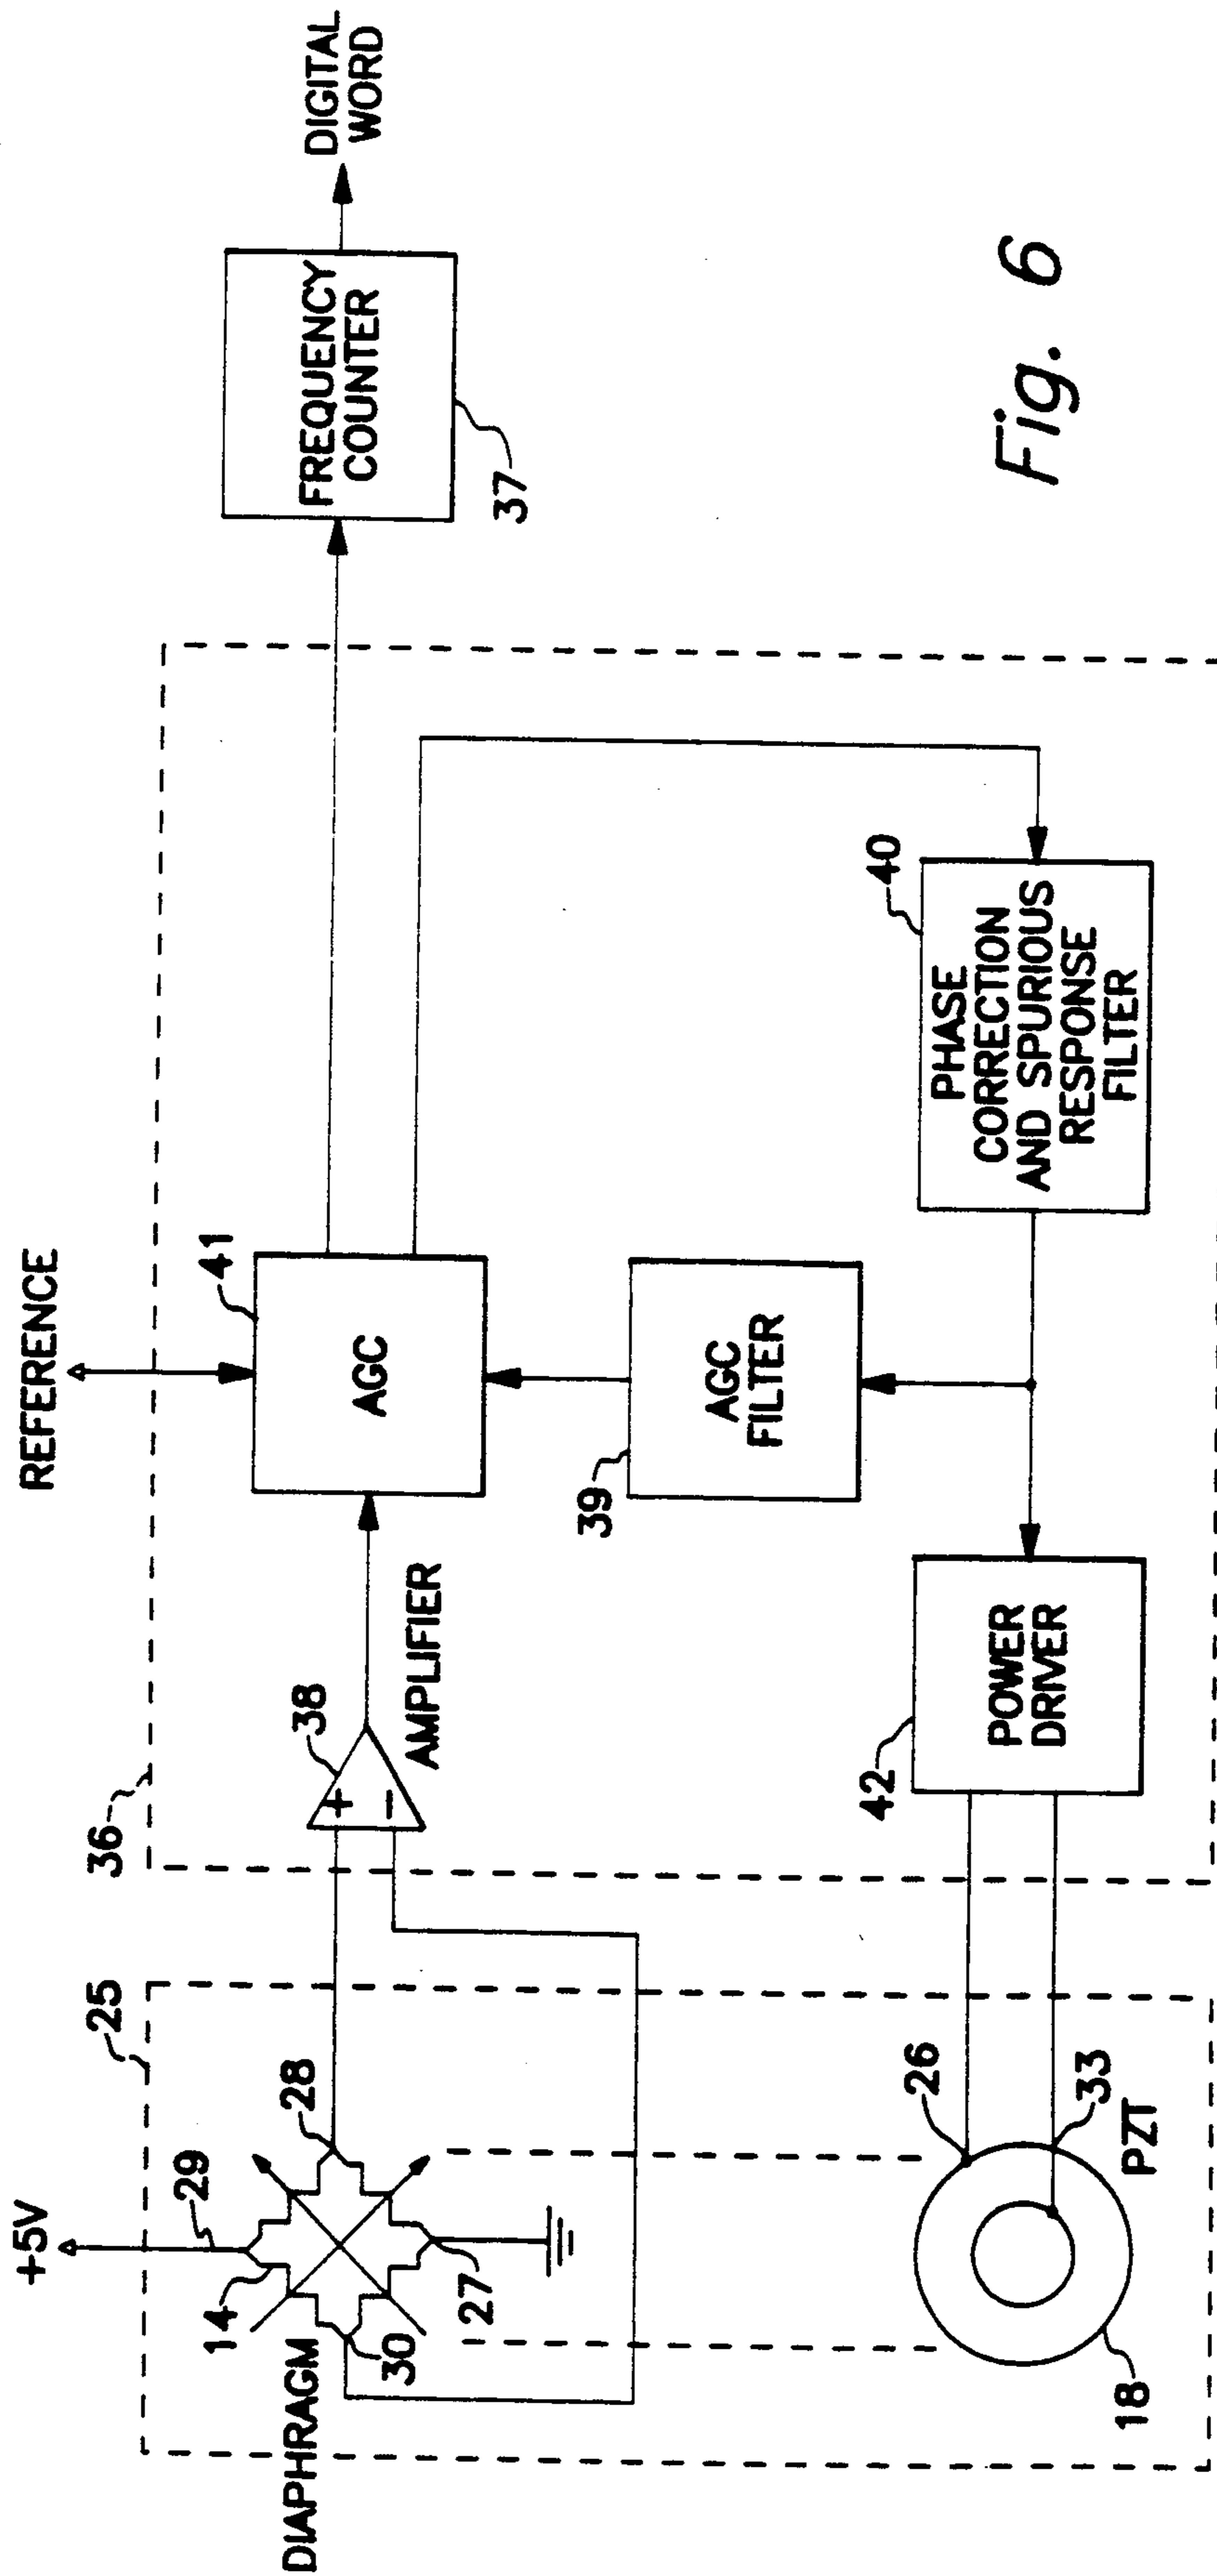 +5V
REFERENCE
25
36
29
14
28
38
41
DIGITAL
WORD
DIAPHRAGM
30
27
+
-
AMPLIFIER
AGC
FREQUENCY
COUNTER
37
39
AGC
FILTER
40
42
POWER
DRIVER
PHASE
CORRECTION
AND SPURIOUS
RESPONSE
FILTER
26
33
18
PZT
Fig. 6